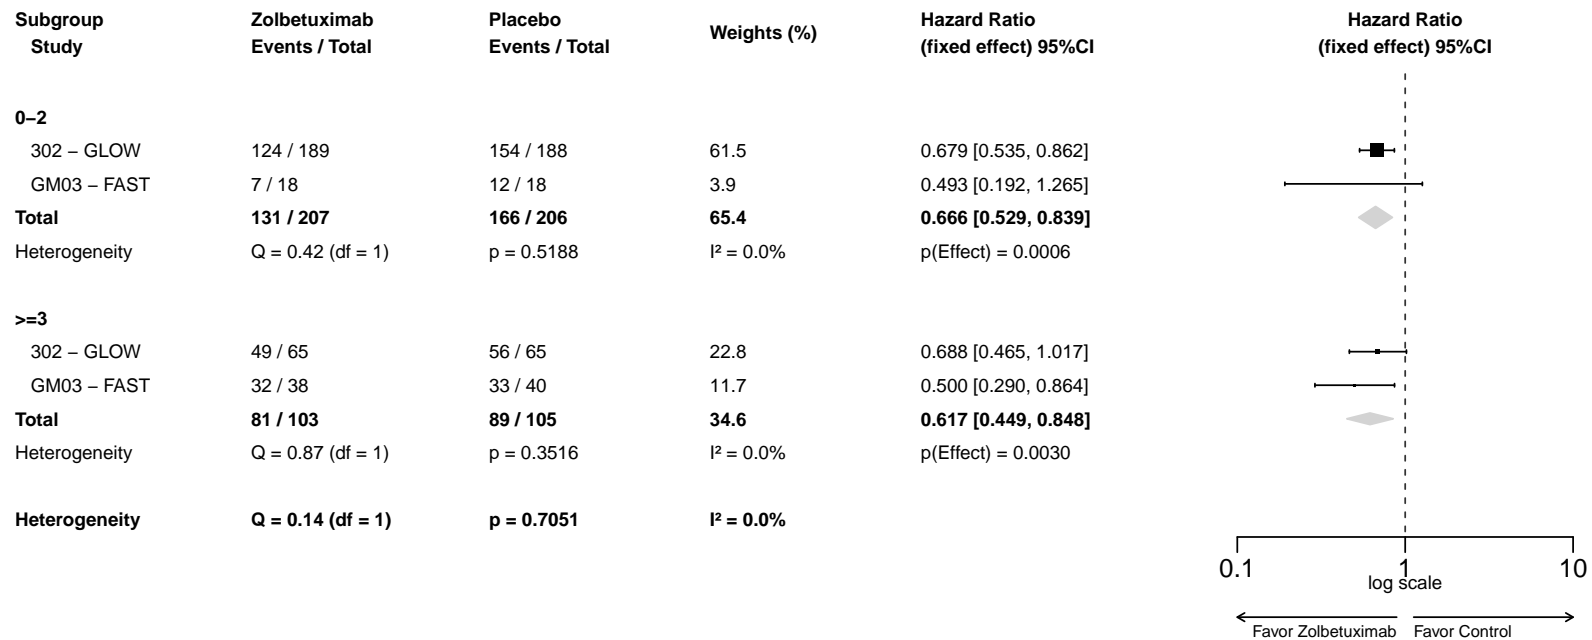 Subgroup Zolbetuximab Placebo Weights (%) Hazard Ratio Hazard Ratio
Study Events / Total Events / Total (fixed effect) 95%CI (fixed effect) 95%CI
0−2
302 − GLOW 124 / 189 154 / 188 61.5 0.679 [0.535, 0.862]
GM03 − FAST 7 / 18 12 / 18 3.9 0.493 [0.192, 1.265]
Total 131 / 207 166 / 206 65.4 0.666 [0.529, 0.839]
Heterogeneity Q = 0.42 (df = 1) p = 0.5188 I² = 0.0% p(Effect) = 0.0006
>=3
302 − GLOW 49 / 65 56 / 65 22.8 0.688 [0.465, 1.017]
GM03 − FAST 32 / 38 33 / 40 11.7 0.500 [0.290, 0.864]
Total 81 / 103 89 / 105 34.6 0.617 [0.449, 0.848]
Heterogeneity Q = 0.87 (df = 1) p = 0.3516 I² = 0.0% p(Effect) = 0.0030
Heterogeneity Q = 0.14 (df = 1) p = 0.7051 I² = 0.0%
0.1 1 10
log scale
Favor Zolbetuximab Favor Control